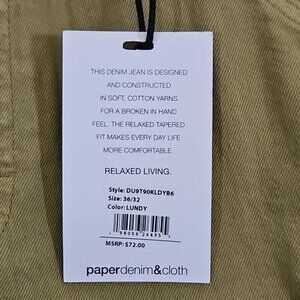 THIS DENIM JEAN IS DESIGNED
AND CONSTRUCTED
IN SOFT, COTTON YARNS
FOR A BROKEN IN HAND
FEEL. THE RELAXED TAPERED
FIT MAKES EVERY DAY LIFE
MORE COMFORTABLE.
RELAXED LIVING.
Style: DU9T90KLDYB6
Size: 36/32
Color: LUNDY
MSRP: $72.00
paperdenim&cloth